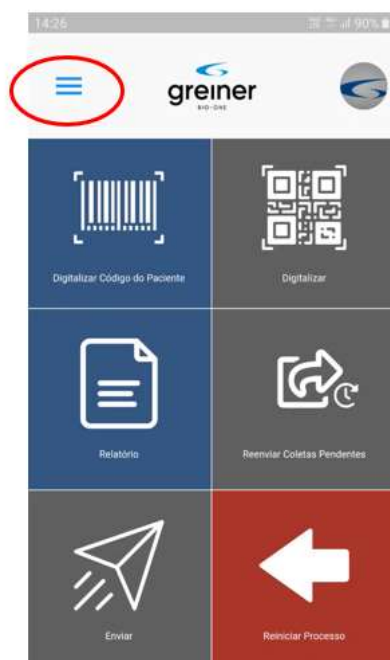 14:26
90%
greiner
BIO-ONE
Digitalizar Código do Paciente
Digitalizar
Relatório
Reenviar Coletas Pendentes
Enviar
Reiniciar Processo